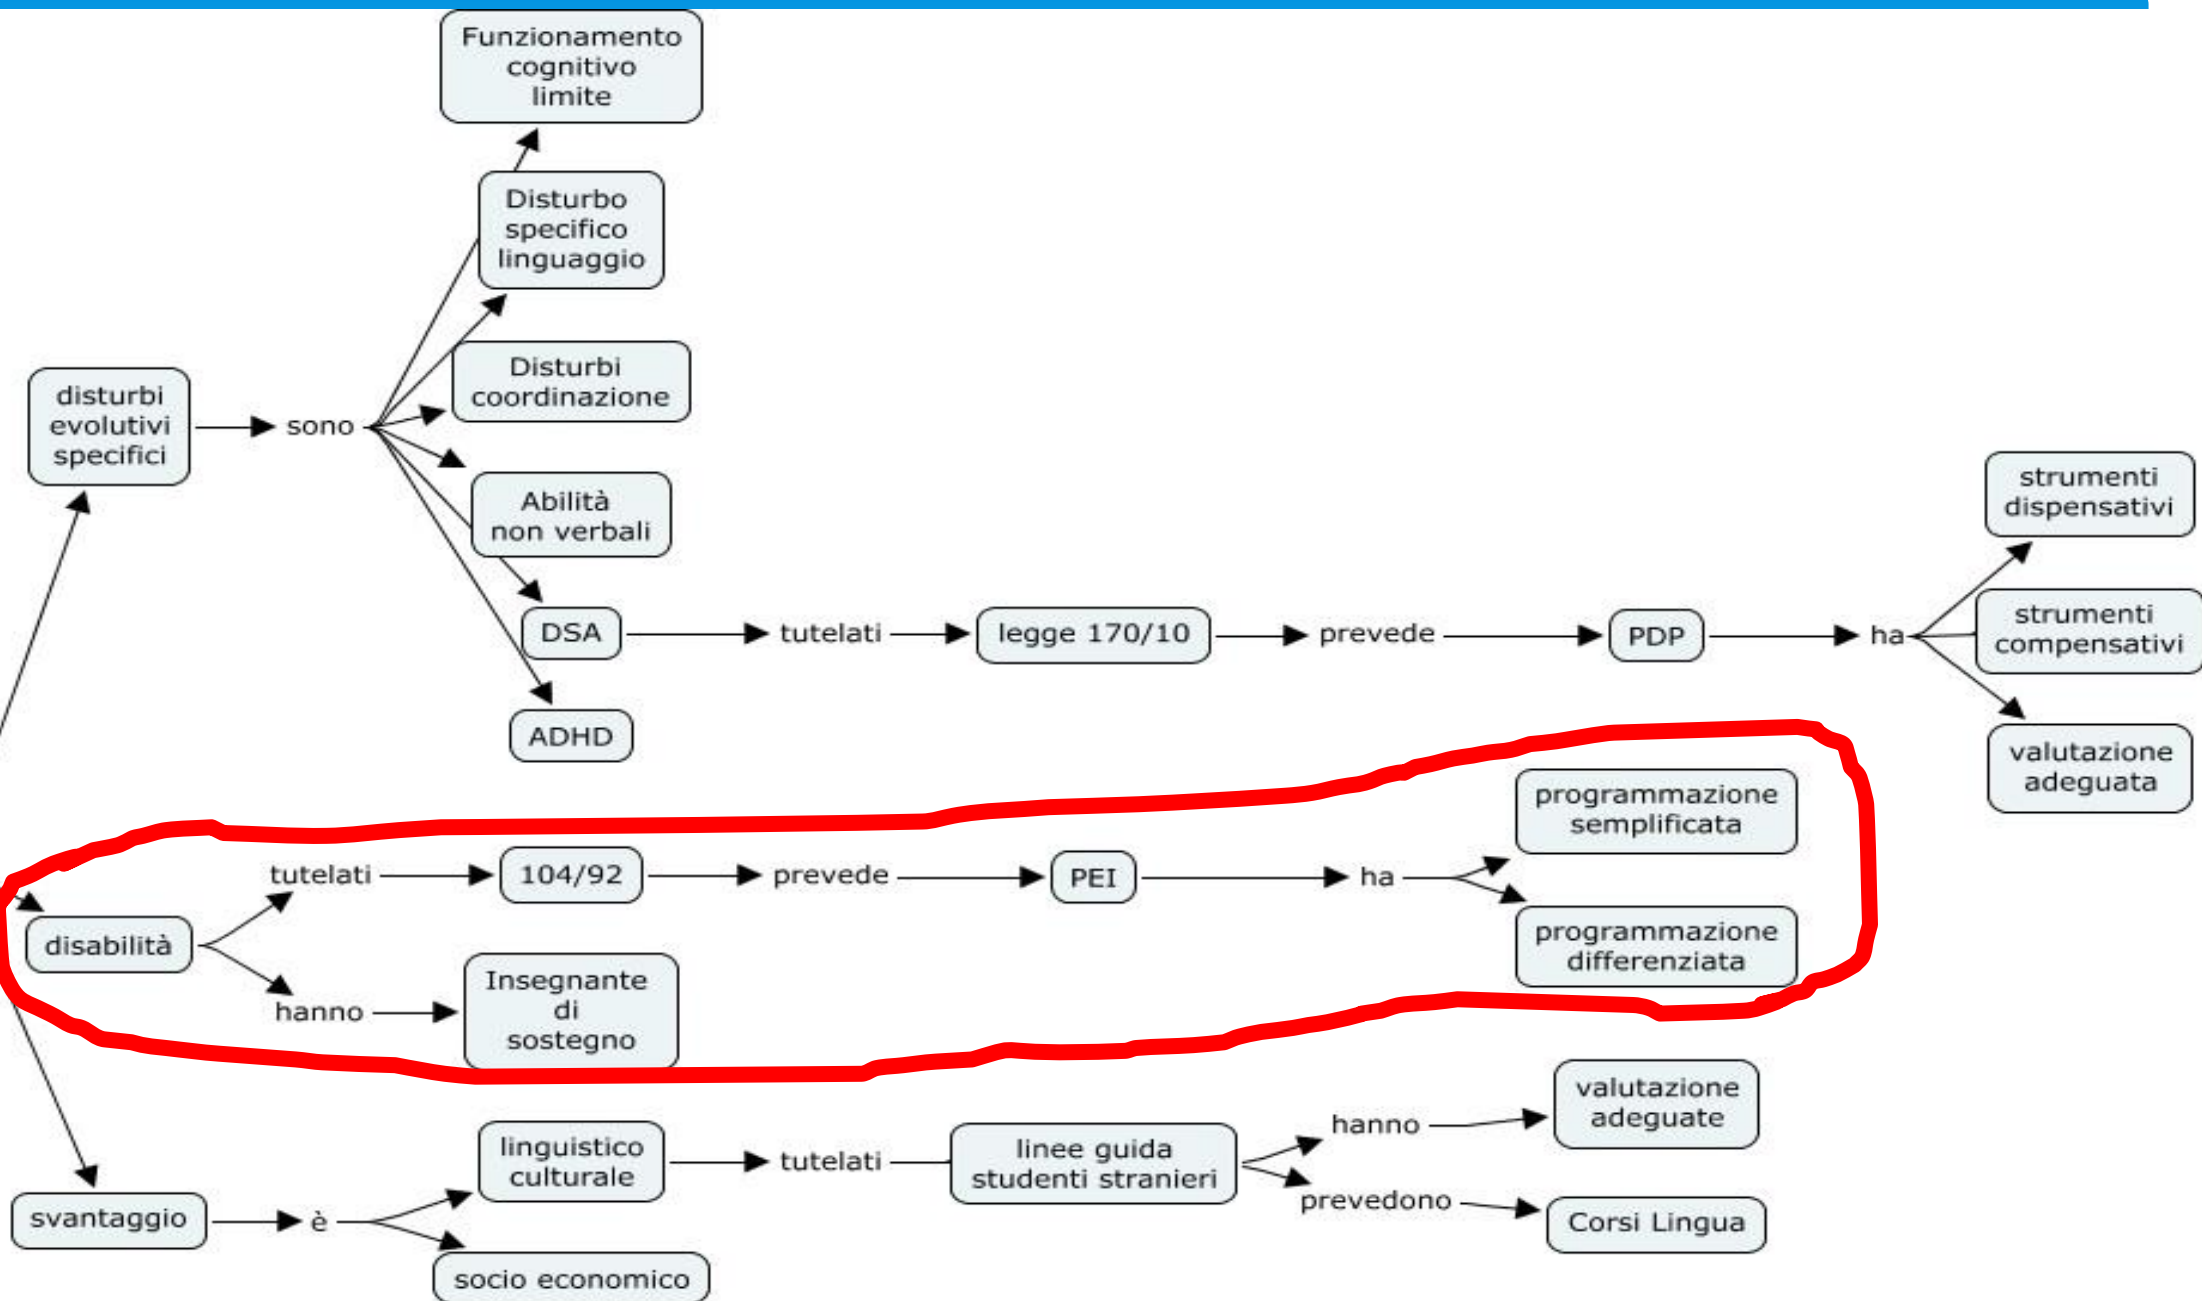 Funzionamento
cognitivo
limite
Disturbo
specifico
linguaggio
Disturbi
coordinazione
disturbi
evolutivi
specifici
sono
Abilità
non verbali
DSA
tutelati
legge 170/10
prevede
PDP
ha
strumenti
dispensativi
strumenti
compensativi
valutazione
adeguata
ADHD
disabilità
tutelati
104/92
prevede
PEI
ha
programmazione
semplificata
programmazione
differenziata
hanno
Insegnante
di
sostegno
svantaggio
è
linguistico
culturale
tutelati
linee guida
studenti stranieri
hanno
valutazione
adeguate
prevedono
Corsi Lingua
socio economico